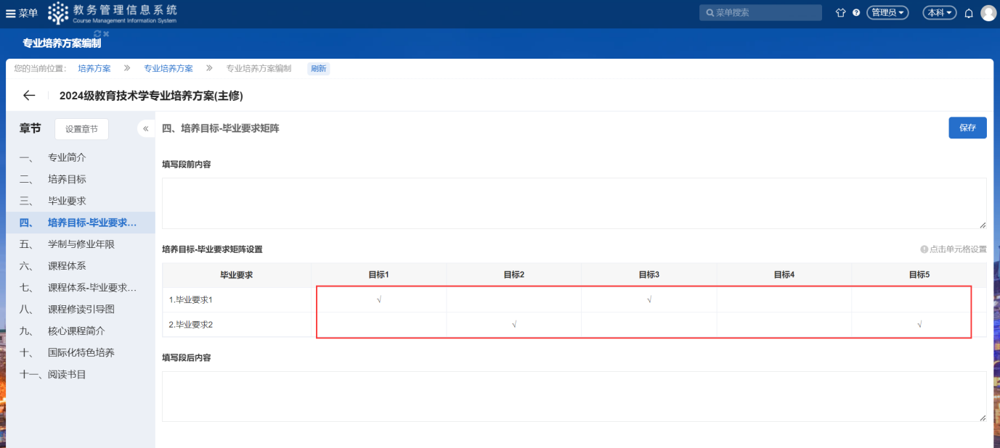 菜单 教务管理信息系统 菜单搜索 管理员 本科
Course Management Information System
专业培养方案编制
您的当前位置： 培养方案 » 专业培养方案 » 专业培养方案编制 刷新
← 2024级教育技术学专业培养方案(主修)
章节 设置章节 «
一、 专业简介
二、 培养目标
三、 毕业要求
四、 培养目标-毕业要求...
五、 学制与修业年限
六、 课程体系
七、 课程体系-毕业要求...
八、 课程修读引导图
九、 核心课程简介
十、 国际化特色培养
十一、阅读书目
四、培养目标-毕业要求矩阵 保存
填写段前内容
培养目标-毕业要求矩阵设置 点击单元格设置
毕业要求 目标1 目标2 目标3 目标4 目标5
1.毕业要求1 √ √
2.毕业要求2 √ √
填写段后内容